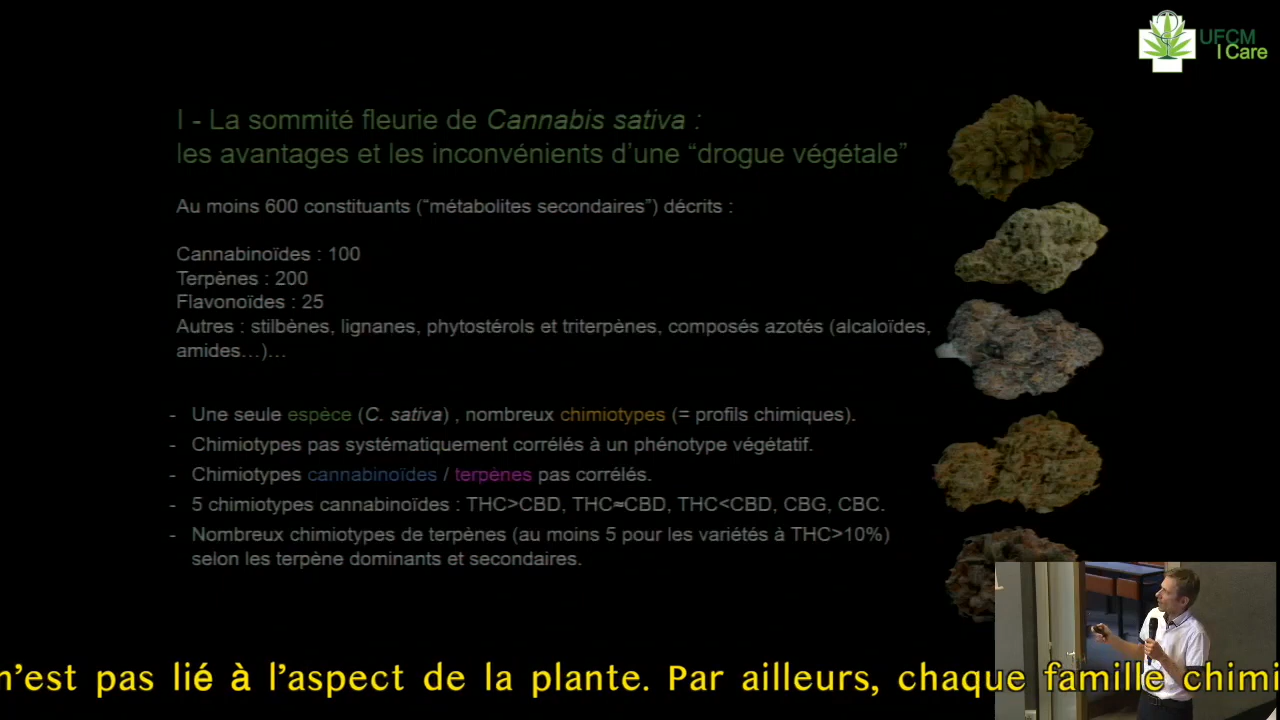 UFCM
I Care
I - La sommité fleurie de Cannabis sativa :
les avantages et les inconvénients d’une “drogue végétale”
Au moins 600 constituants (“métabolites secondaires”) décrits :
Cannabinoïdes : 100
Terpènes : 200
Flavonoïdes : 25
Autres : stilbènes, lignanes, phytostérols et triterpènes, composés azotés (alcaloïdes,
amides…)…
- Une seule espèce (C. sativa) , nombreux chimiotypes (= profils chimiques).
- Chimiotypes pas systématiquement corrélés à un phénotype végétatif.
- Chimiotypes cannabinoïdes / terpènes pas corrélés.
- 5 chimiotypes cannabinoïdes : THC>CBD, THC≈CBD, THC<CBD, CBG, CBC.
- Nombreux chimiotypes de terpènes (au moins 5 pour les variétés à THC>10%)
selon les terpène dominants et secondaires.
n’est pas lié à l’aspect de la plante. Par ailleurs, chaque famille chimi